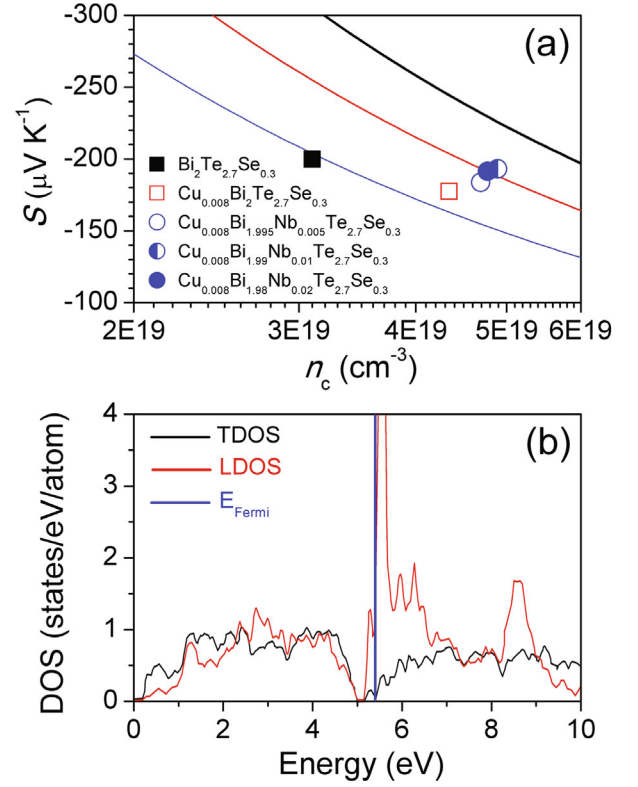 -300
(a)
-250
-200
-150
-100
S (μV K⁻¹)
Bi₂Te₂.₇Se₀.₃
Cu₀.₀₀₈Bi₂Te₂.₇Se₀.₃
Cu₀.₀₀₈Bi₁.₉₉₅Nb₀.₀₀₅Te₂.₇Se₀.₃
Cu₀.₀₀₈Bi₁.₉₉Nb₀.₀₁Te₂.₇Se₀.₃
Cu₀.₀₀₈Bi₁.₉₈Nb₀.₀₂Te₂.₇Se₀.₃
2E19 3E19 4E19 5E19 6E19
n_c (cm⁻³)
4
(b)
3
2
1
0
DOS (states/eV/atom)
TDOS
LDOS
E_Fermi
0 2 4 6 8 10
Energy (eV)